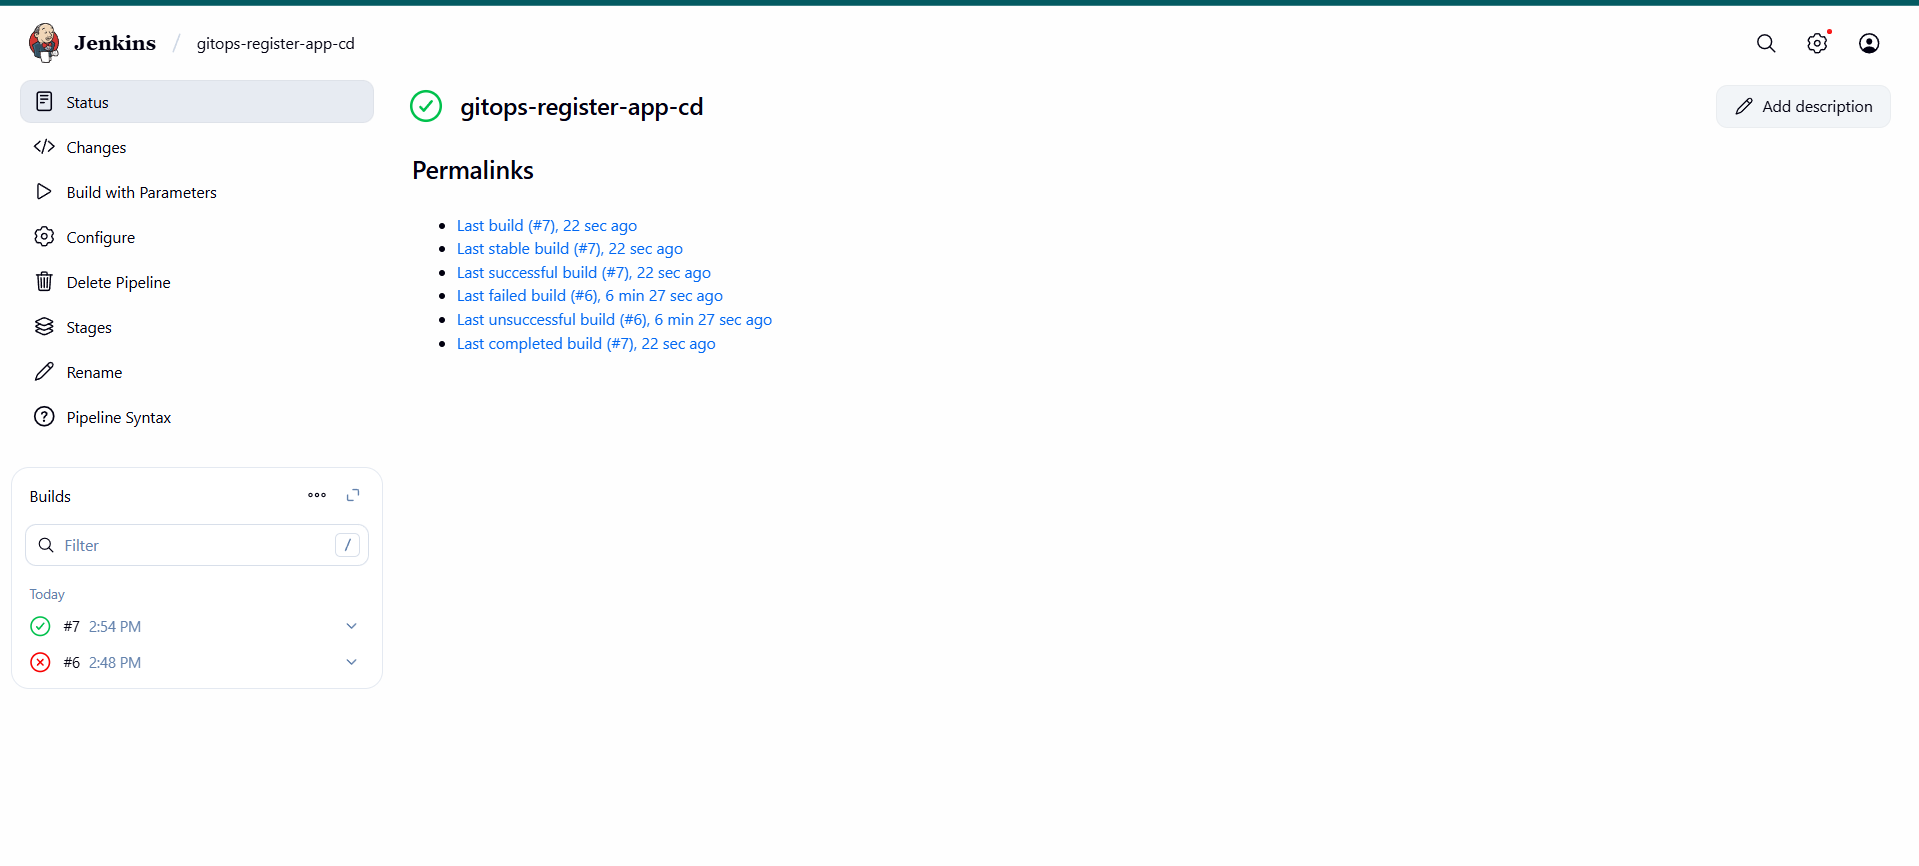 Jenkins / gitops-register-app-cd
Status
Changes
Build with Parameters
Configure
Delete Pipeline
Stages
Rename
Pipeline Syntax
Builds
Filter /
Today
#7 2:54 PM
#6 2:48 PM
gitops-register-app-cd
Add description
Permalinks
Last build (#7), 22 sec ago
Last stable build (#7), 22 sec ago
Last successful build (#7), 22 sec ago
Last failed build (#6), 6 min 27 sec ago
Last unsuccessful build (#6), 6 min 27 sec ago
Last completed build (#7), 22 sec ago